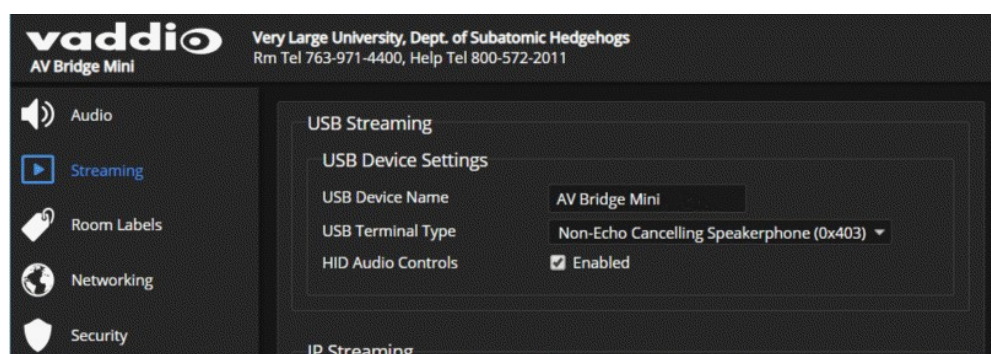 vaddio
AV Bridge Mini
Very Large University, Dept. of Subatomic Hedgehogs
Rm Tel 763-971-4400, Help Tel 800-572-2011
Audio
Streaming
Room Labels
Networking
Security
USB Streaming
USB Device Settings
USB Device Name AV Bridge Mini
USB Terminal Type Non-Echo Cancelling Speakerphone (0x403)
HID Audio Controls Enabled
IP Streaming